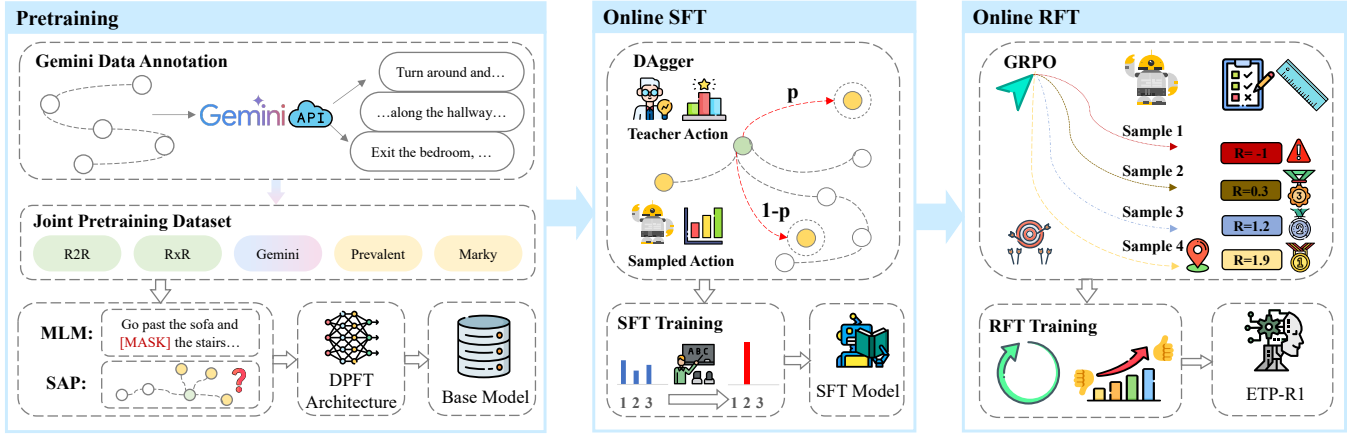 Pretraining
Gemini Data Annotation
Gemini
API
Turn around and…
…along the hallway…
Exit the bedroom, …
Joint Pretraining Dataset
R2R
RxR
Gemini
Prevalent
Marky
MLM:
Go past the sofa and
[MASK] the stairs…
SAP:
?
DPFT
Architecture
Base Model
Online SFT
DAgger
Teacher Action
p
1-p
Sampled Action
SFT Training
A B C
1 2 3
1 2 3
SFT Model
Online RFT
GRPO
Sample 1
R= -1
Sample 2
R=0.3
3
Sample 3
R=1.2
2
Sample 4
R=1.9
1
RFT Training
ETP-R1